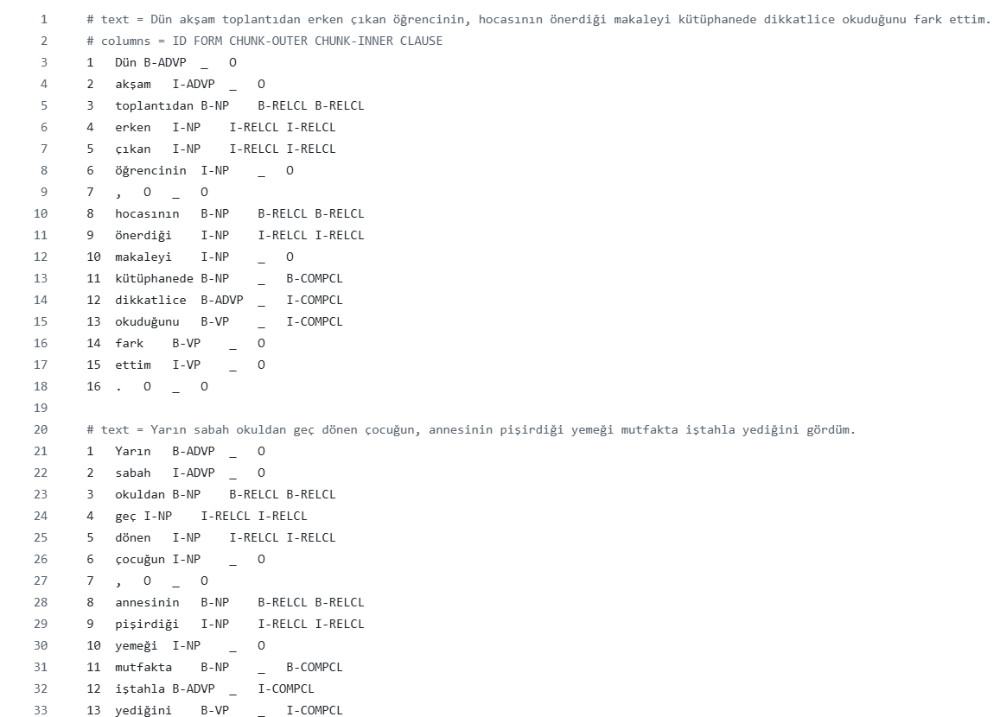 1 # text = Dün akşam toplantıdan erken çıkan öğrencinin, hocasının önerdiği makaleyi kütüphanede dikkatlice okuduğunu fark ettim.
2 # columns = ID FORM CHUNK-OUTER CHUNK-INNER CLAUSE
3 1 Dün B-ADVP _ O
4 2 akşam I-ADVP _ O
5 3 toplantıdan B-NP B-RELCL B-RELCL
6 4 erken I-NP I-RELCL I-RELCL
7 5 çıkan I-NP I-RELCL I-RELCL
8 6 öğrencinin I-NP _ O
9 7 , O _ O
10 8 hocasının B-NP B-RELCL B-RELCL
11 9 önerdiği I-NP I-RELCL I-RELCL
12 10 makaleyi I-NP _ O
13 11 kütüphanede B-NP _ B-COMPCL
14 12 dikkatlice B-ADVP _ I-COMPCL
15 13 okuduğunu B-VP _ I-COMPCL
16 14 fark B-VP _ O
17 15 ettim I-VP _ O
18 16 . O _ O
19
20 # text = Yarın sabah okuldan geç dönen çocuğun, annesinin pişirdiği yemeği mutfakta iştahla yediğini gördüm.
21 1 Yarın B-ADVP _ O
22 2 sabah I-ADVP _ O
23 3 okuldan B-NP B-RELCL B-RELCL
24 4 geç I-NP I-RELCL I-RELCL
25 5 dönen I-NP I-RELCL I-RELCL
26 6 çocuğun I-NP _ O
27 7 , O _ O
28 8 annesinin B-NP B-RELCL B-RELCL
29 9 pişirdiği I-NP I-RELCL I-RELCL
30 10 yemeği I-NP _ O
31 11 mutfakta B-NP _ B-COMPCL
32 12 iştahla B-ADVP _ I-COMPCL
33 13 yediğini B-VP _ I-COMPCL